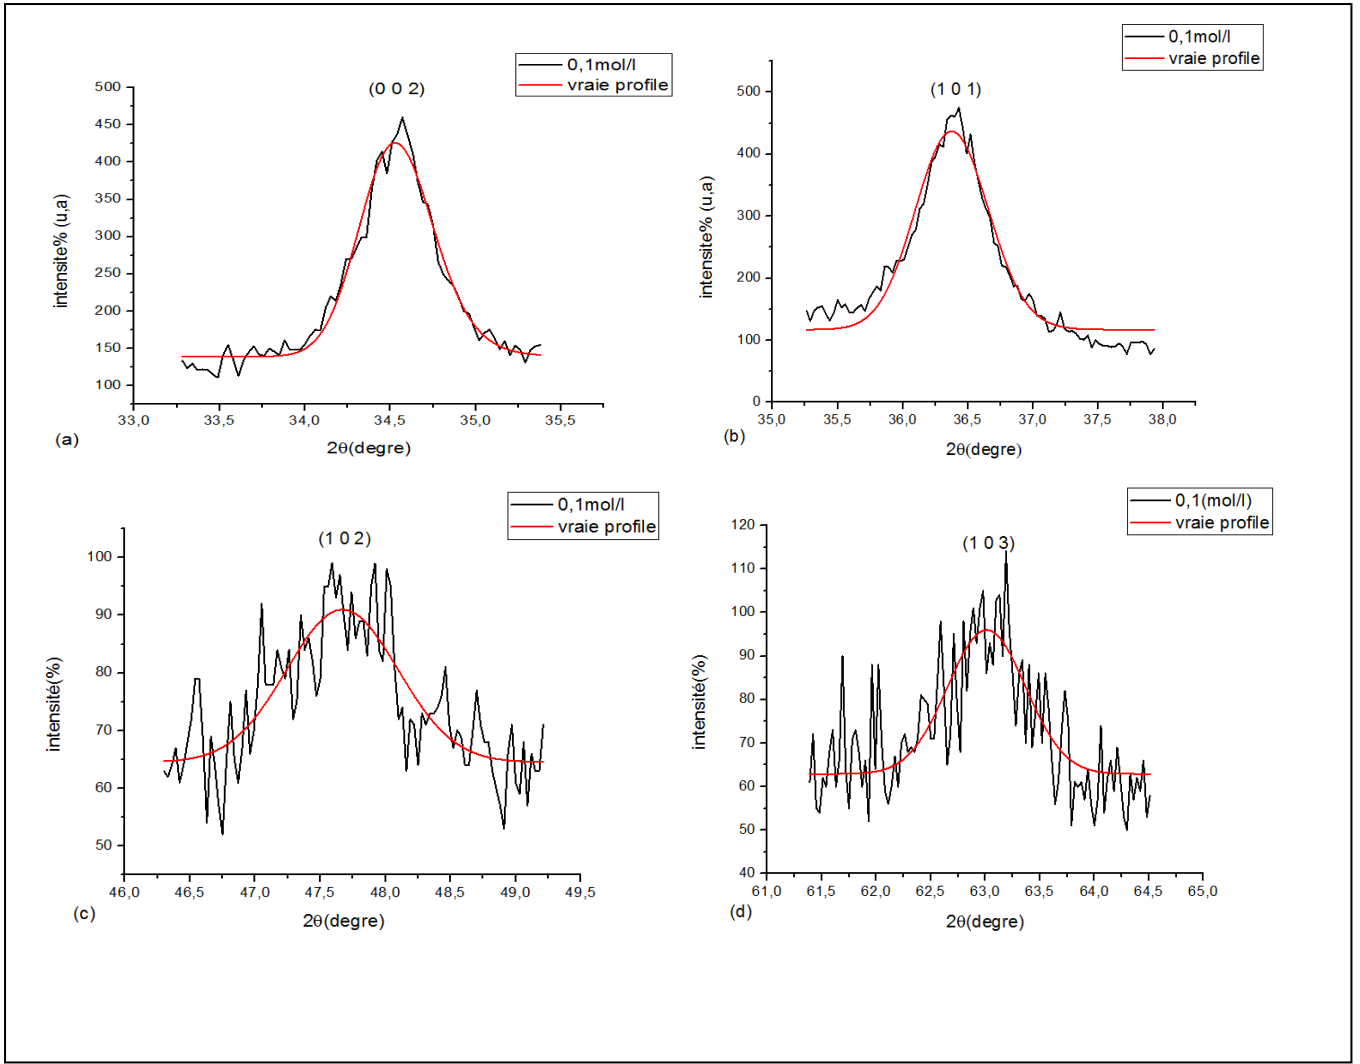 0,1mol/l
vraie profile
(0 0 2)
500
450
400
350
300
250
200
150
100
intensite% (u,a)
33,0 33,5 34,0 34,5 35,0 35,5
2θ(degre)
(a)
0,1mol/l
vraie profile
(1 0 1)
500
400
300
200
100
0
intensite% (u,a)
35,0 35,5 36,0 36,5 37,0 37,5 38,0
2θ(degre)
(b)
0,1mol/l
vraie profile
(1 0 2)
100
90
80
70
60
50
intensité(%)
46,0 46,5 47,0 47,5 48,0 48,5 49,0 49,5
2θ(degre)
(c)
0,1(mol/l)
vraie profile
(1 0 3)
120
110
100
90
80
70
60
50
40
intensité(%)
61,0 61,5 62,0 62,5 63,0 63,5 64,0 64,5 65,0
2θ(degre)
(d)